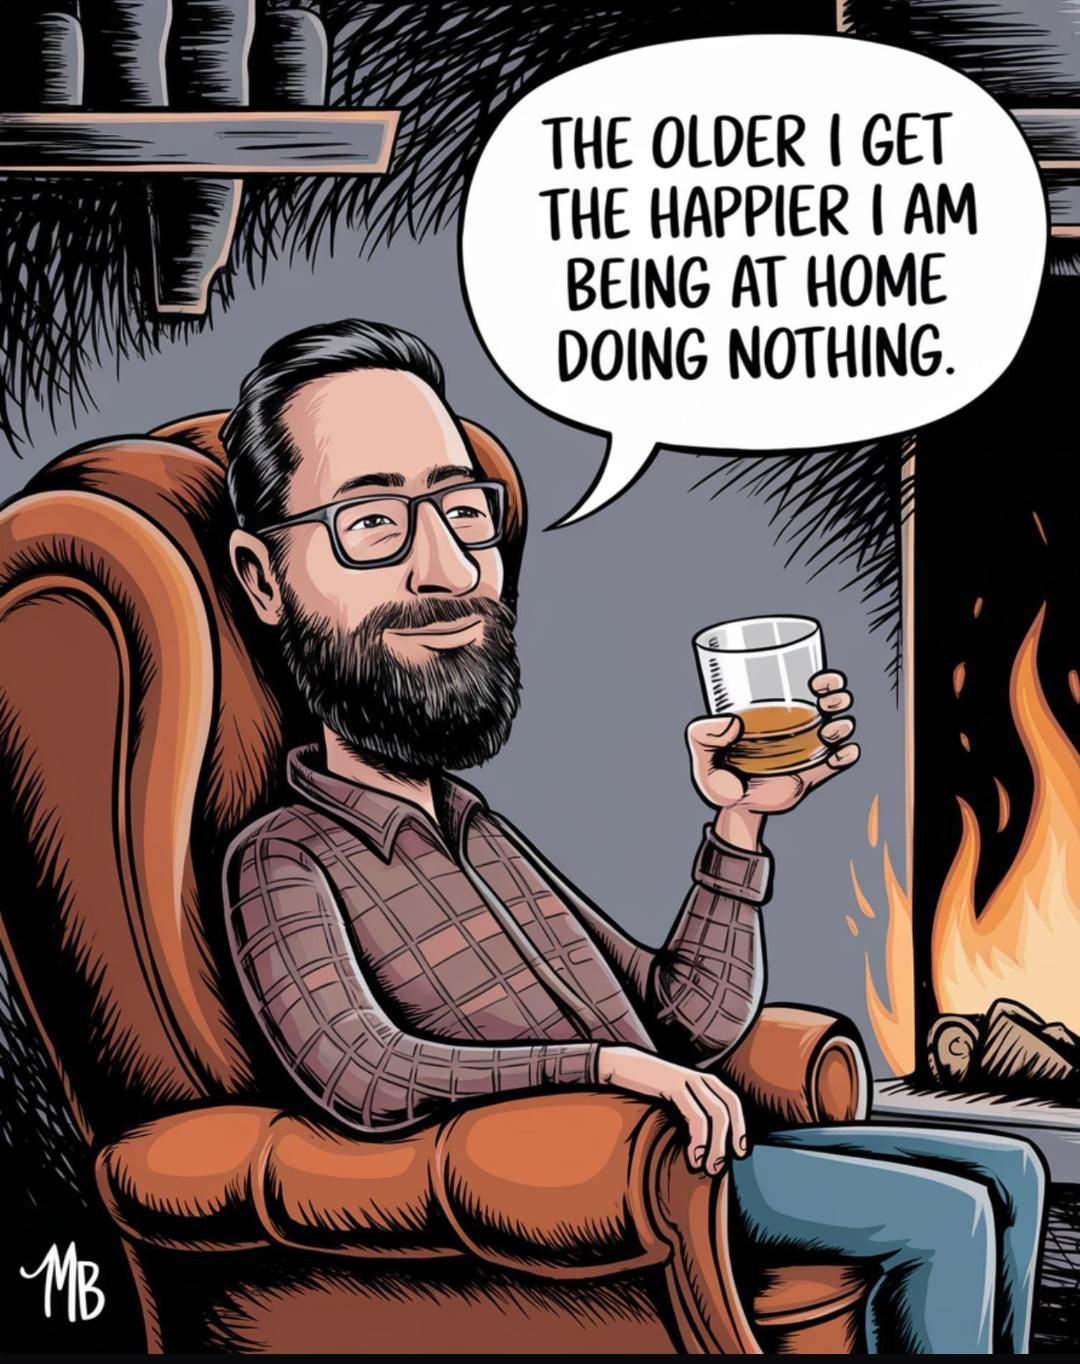 THE OLDER I GET
THE HAPPIER I AM
BEING AT HOME
DOING NOTHING.
MB